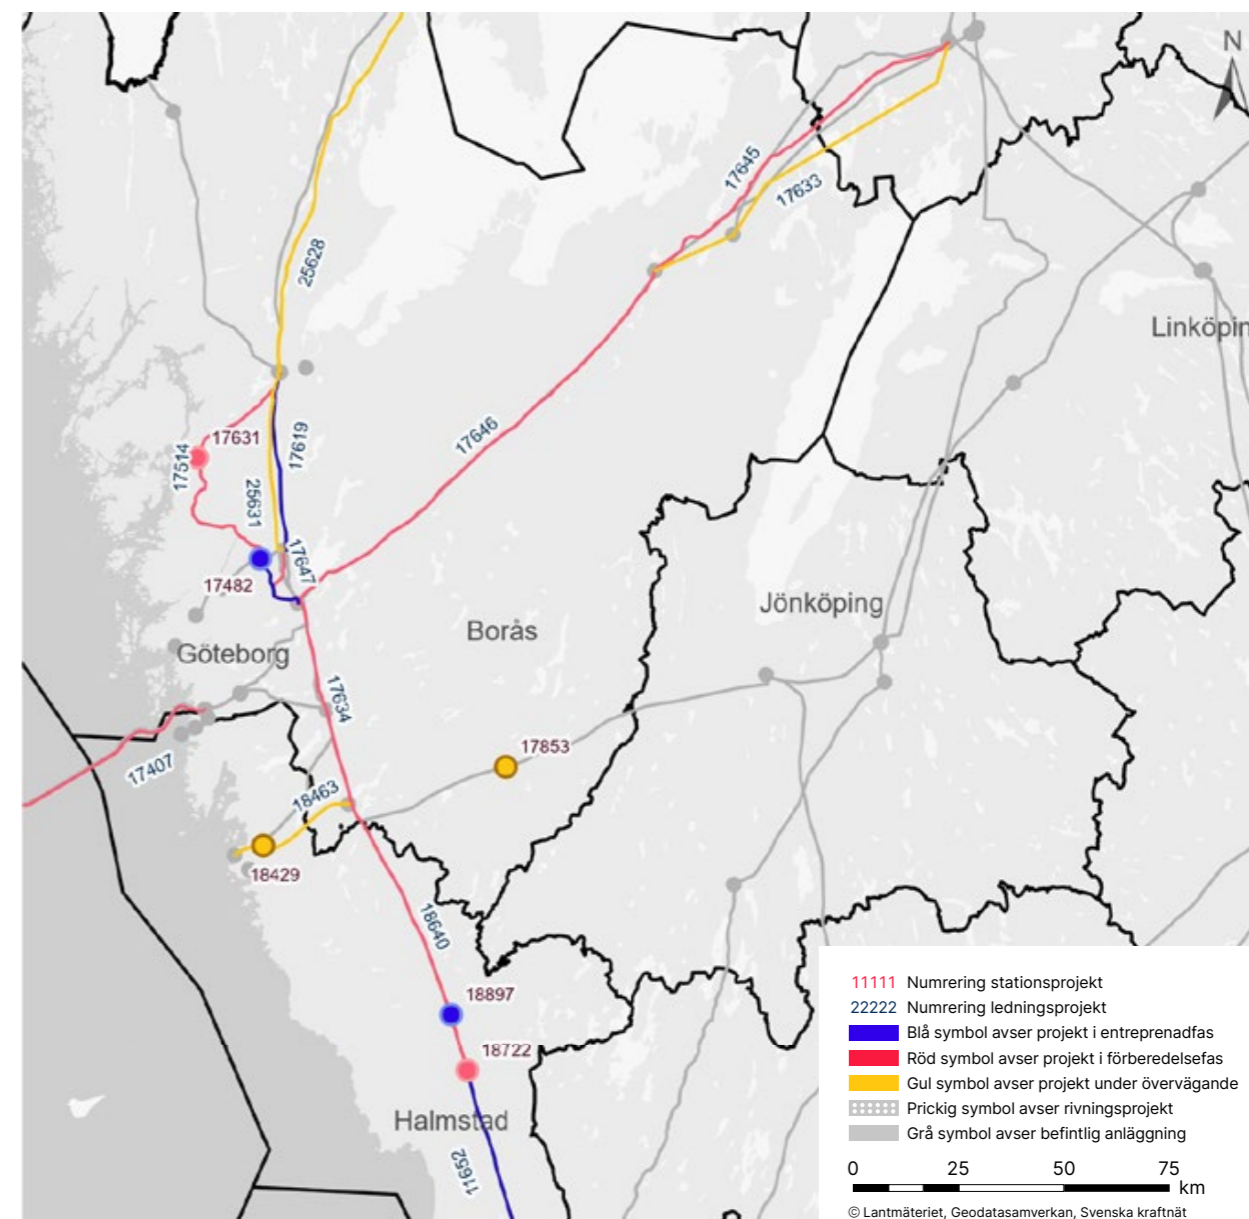 N
17645
17633
25628
Linköpin
17631
17514
17619
17646
25631
17647
17482
Jönköping
Borås
Göteborg
17634
17853
17407
18463
18429
18640
18897
18722
Halmstad
11652
11111 Numrering stationsprojekt
22222 Numrering ledningsprojekt
Blå symbol avser projekt i entreprenadfas
Röd symbol avser projekt i förberedelsefas
Gul symbol avser projekt under övervägande
Prickig symbol avser rivningsprojekt
Grå symbol avser befintlig anläggning
0 25 50 75
km
© Lantmäteriet, Geodatasamverkan, Svenska kraftnät